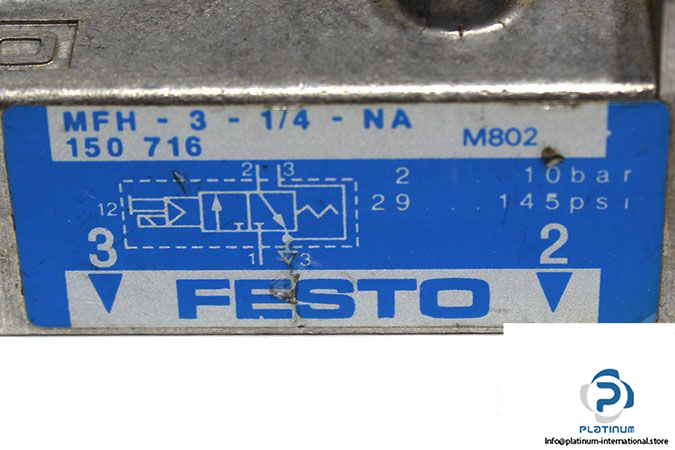 MFH - 3 - 1/4 - NA
150 716
M802
2 3
12
2 ... 10bar
29 ... 145psi
1 3
3
2
FESTO
P
PLATINUM
Info@platinum-international.store